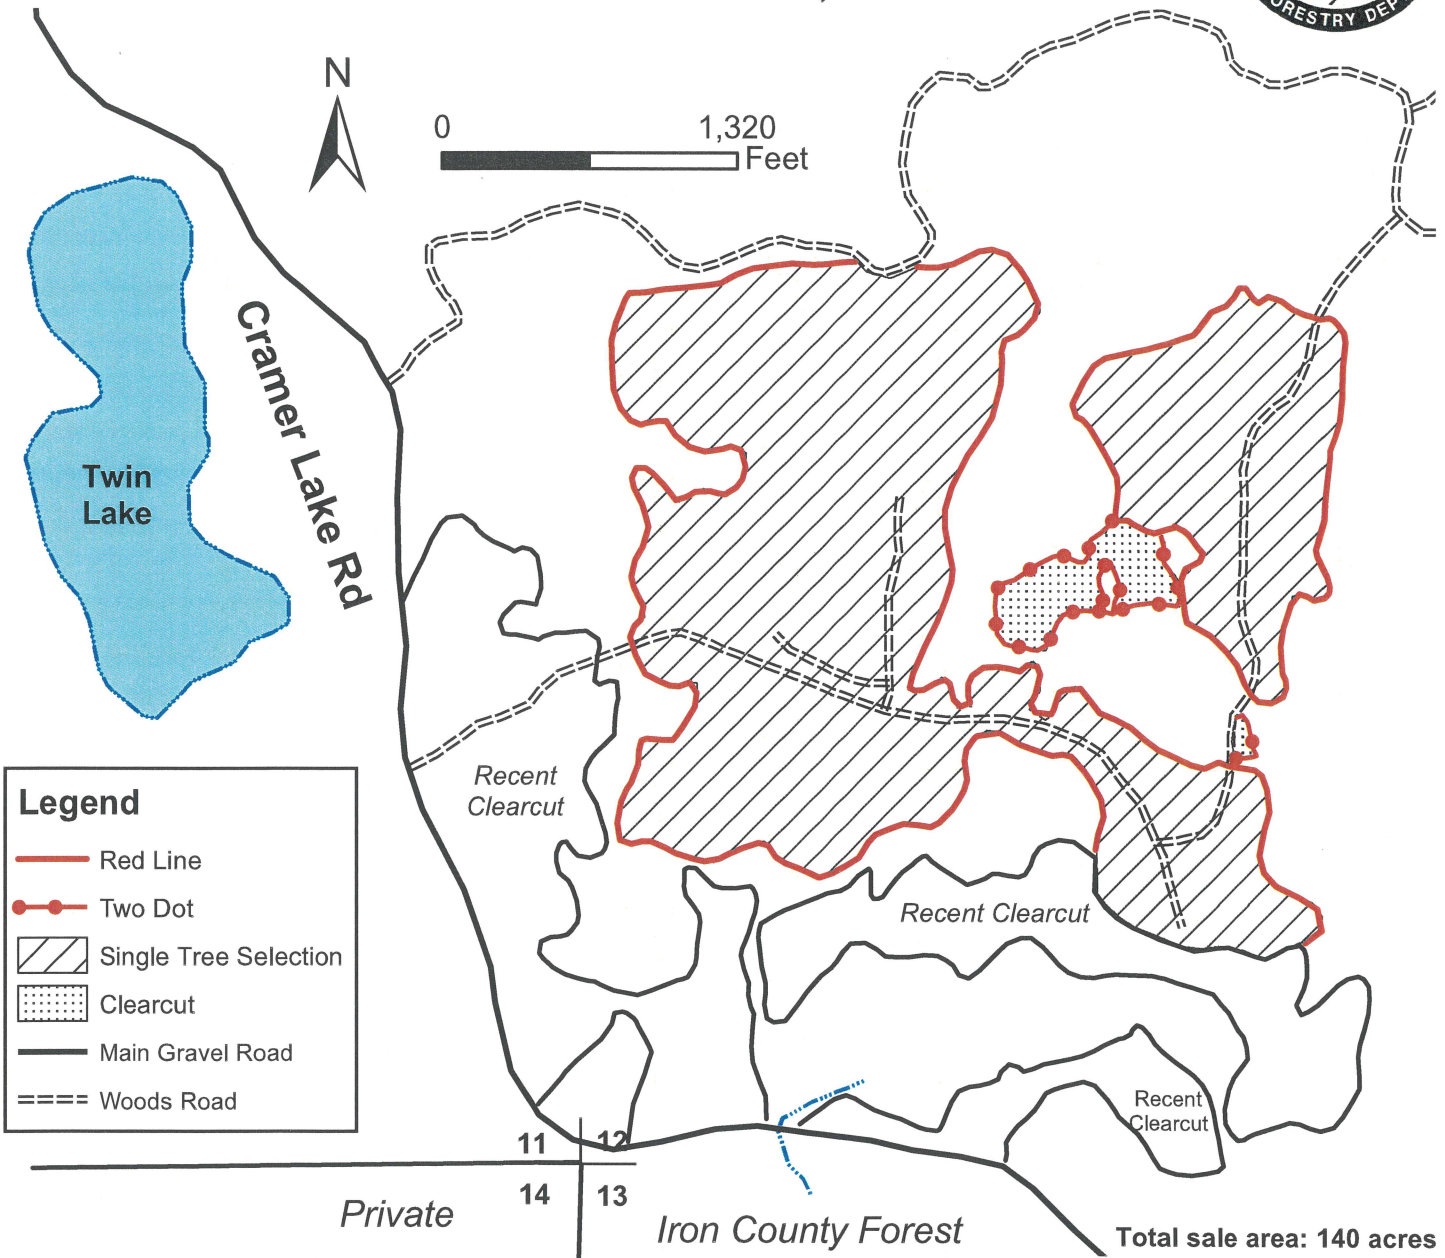 ORESTRY DEP
N
0 1,320
Feet
Cramer Lake Rd
Twin
Lake
Recent
Clearcut
Legend
Red Line
Two Dot
Single Tree Selection
Clearcut
Main Gravel Road
Woods Road
Recent Clearcut
Recent
Clearcut
11 12
14 13
Private
Iron County Forest
Total sale area: 140 acres